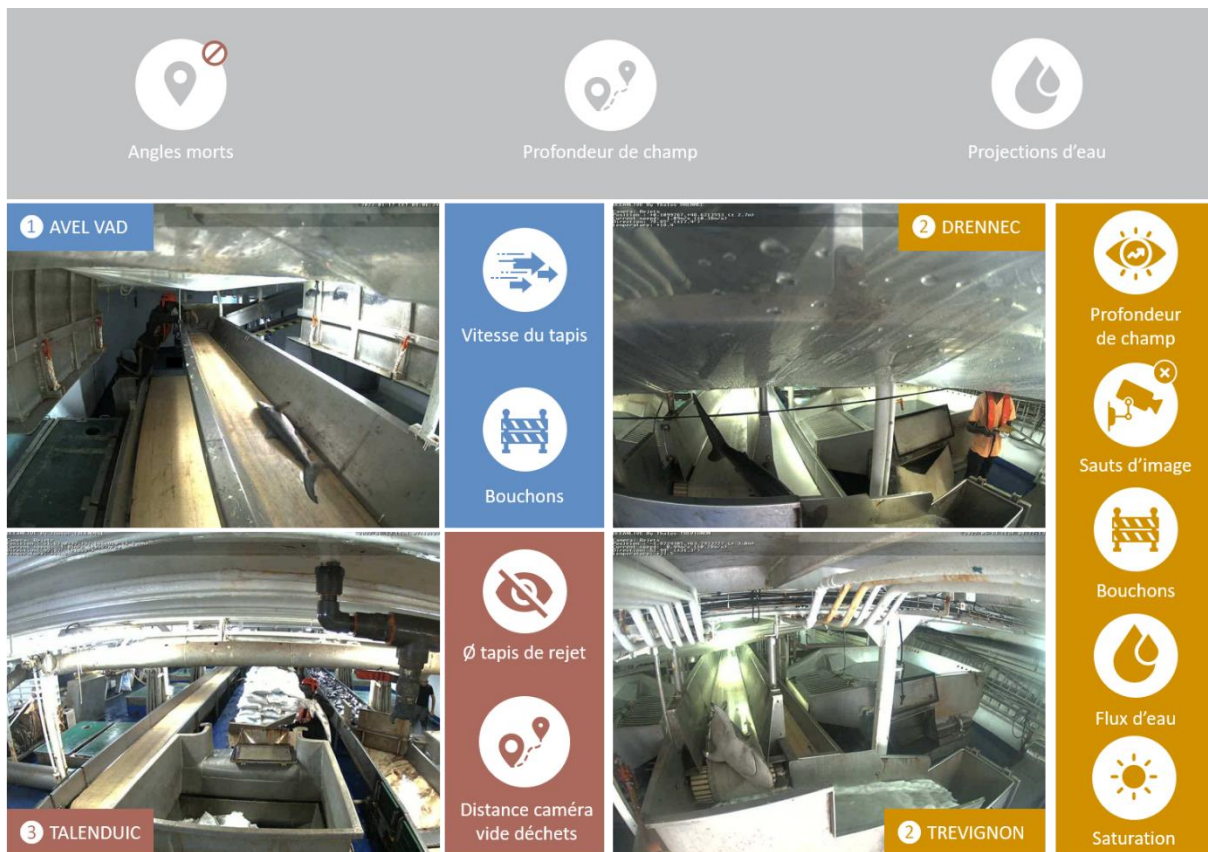 Angles morts
Profondeur de champ
Projections d'eau
1 AVEL VAD
Vitesse du tapis
Bouchons
2 DRENNEC
Profondeur
de champ
Sauts d'image
Bouchons
Flux d'eau
Saturation
Ø tapis de rejet
Distance caméra
vide déchets
3 TALENDUIC
2 TREVIGNON